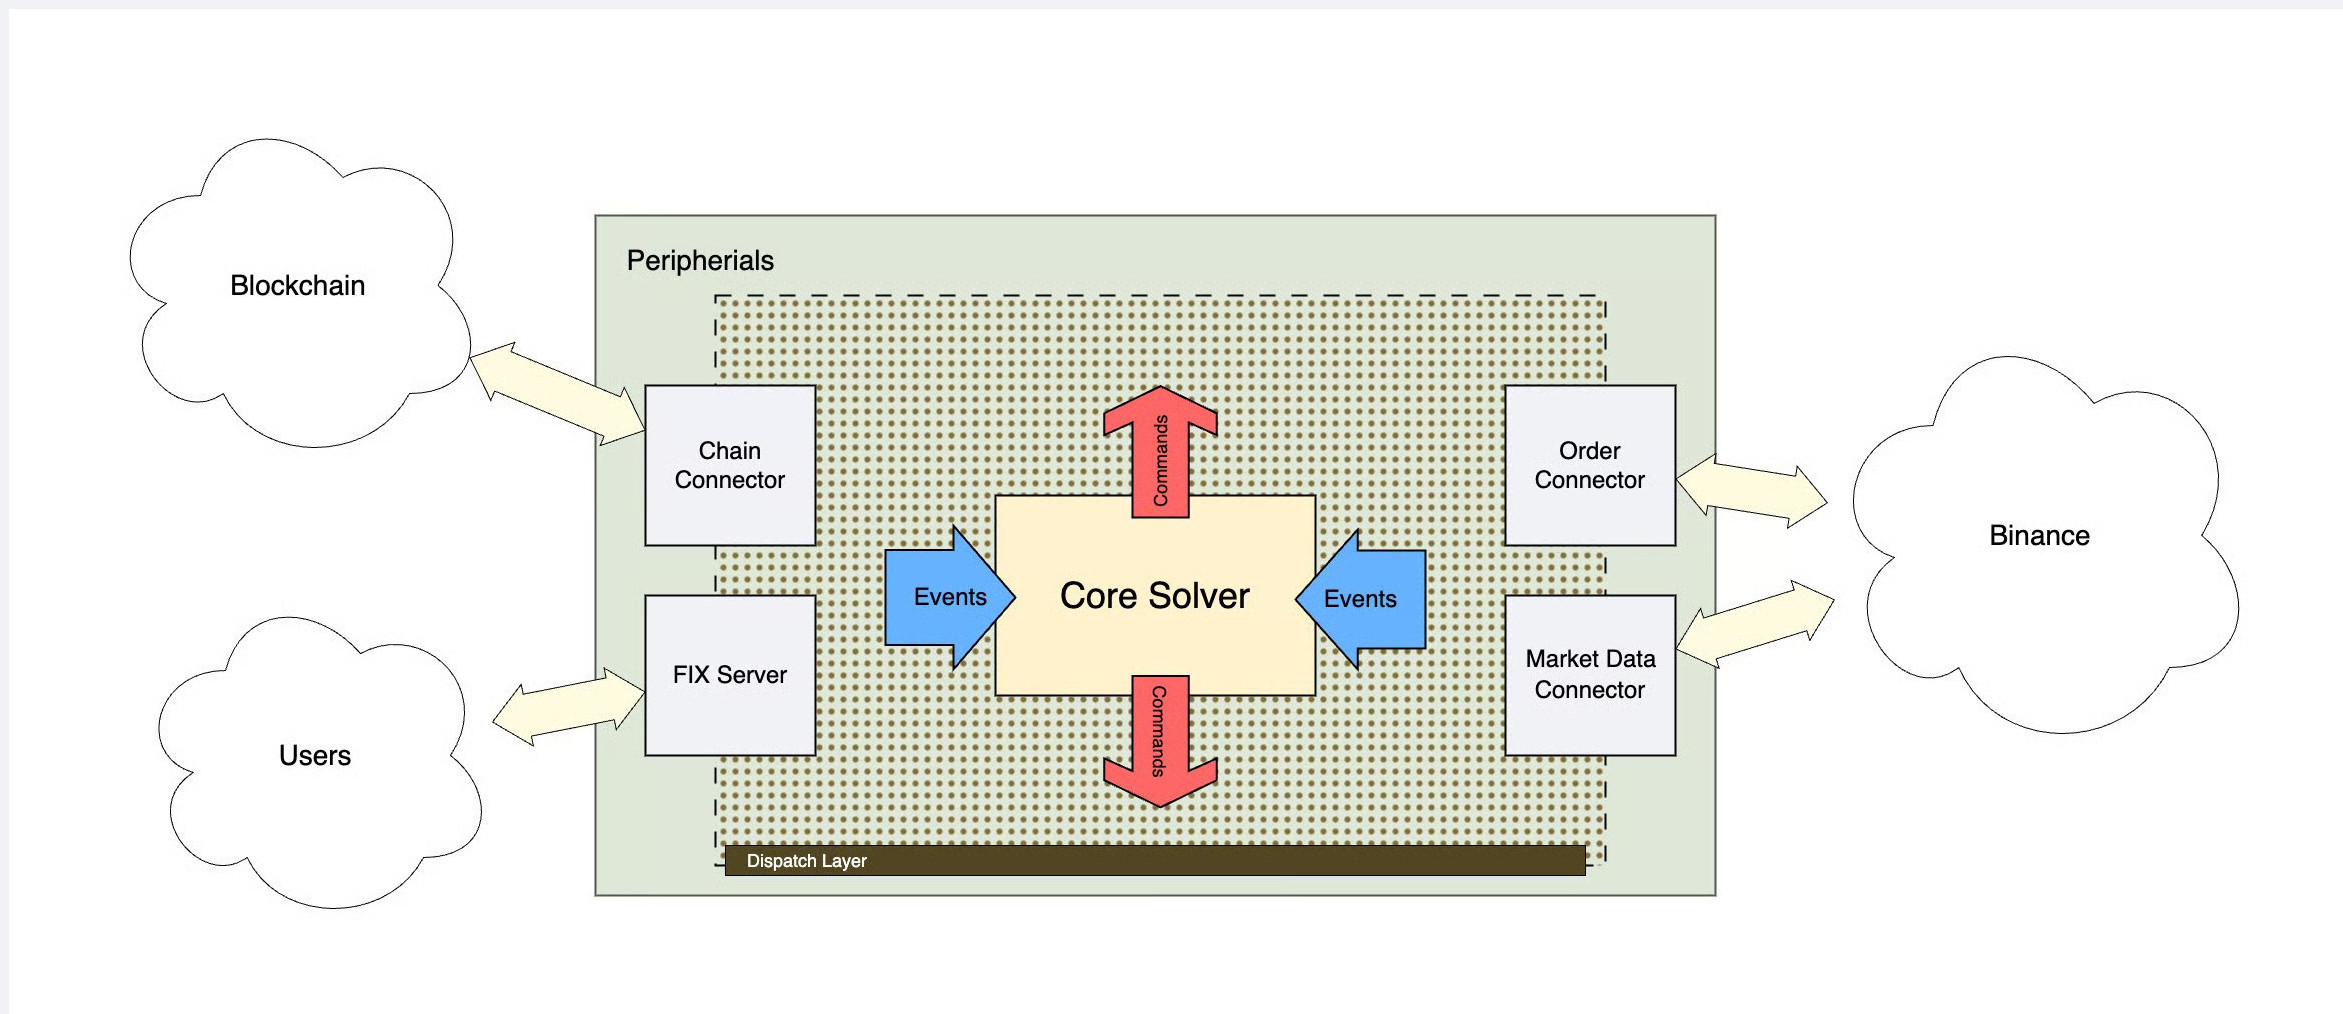 Blockchain
Users
Peripherials
Chain
Connector
FIX Server
Events
Commands
Core Solver
Commands
Events
Order
Connector
Market Data
Connector
Dispatch Layer
Binance